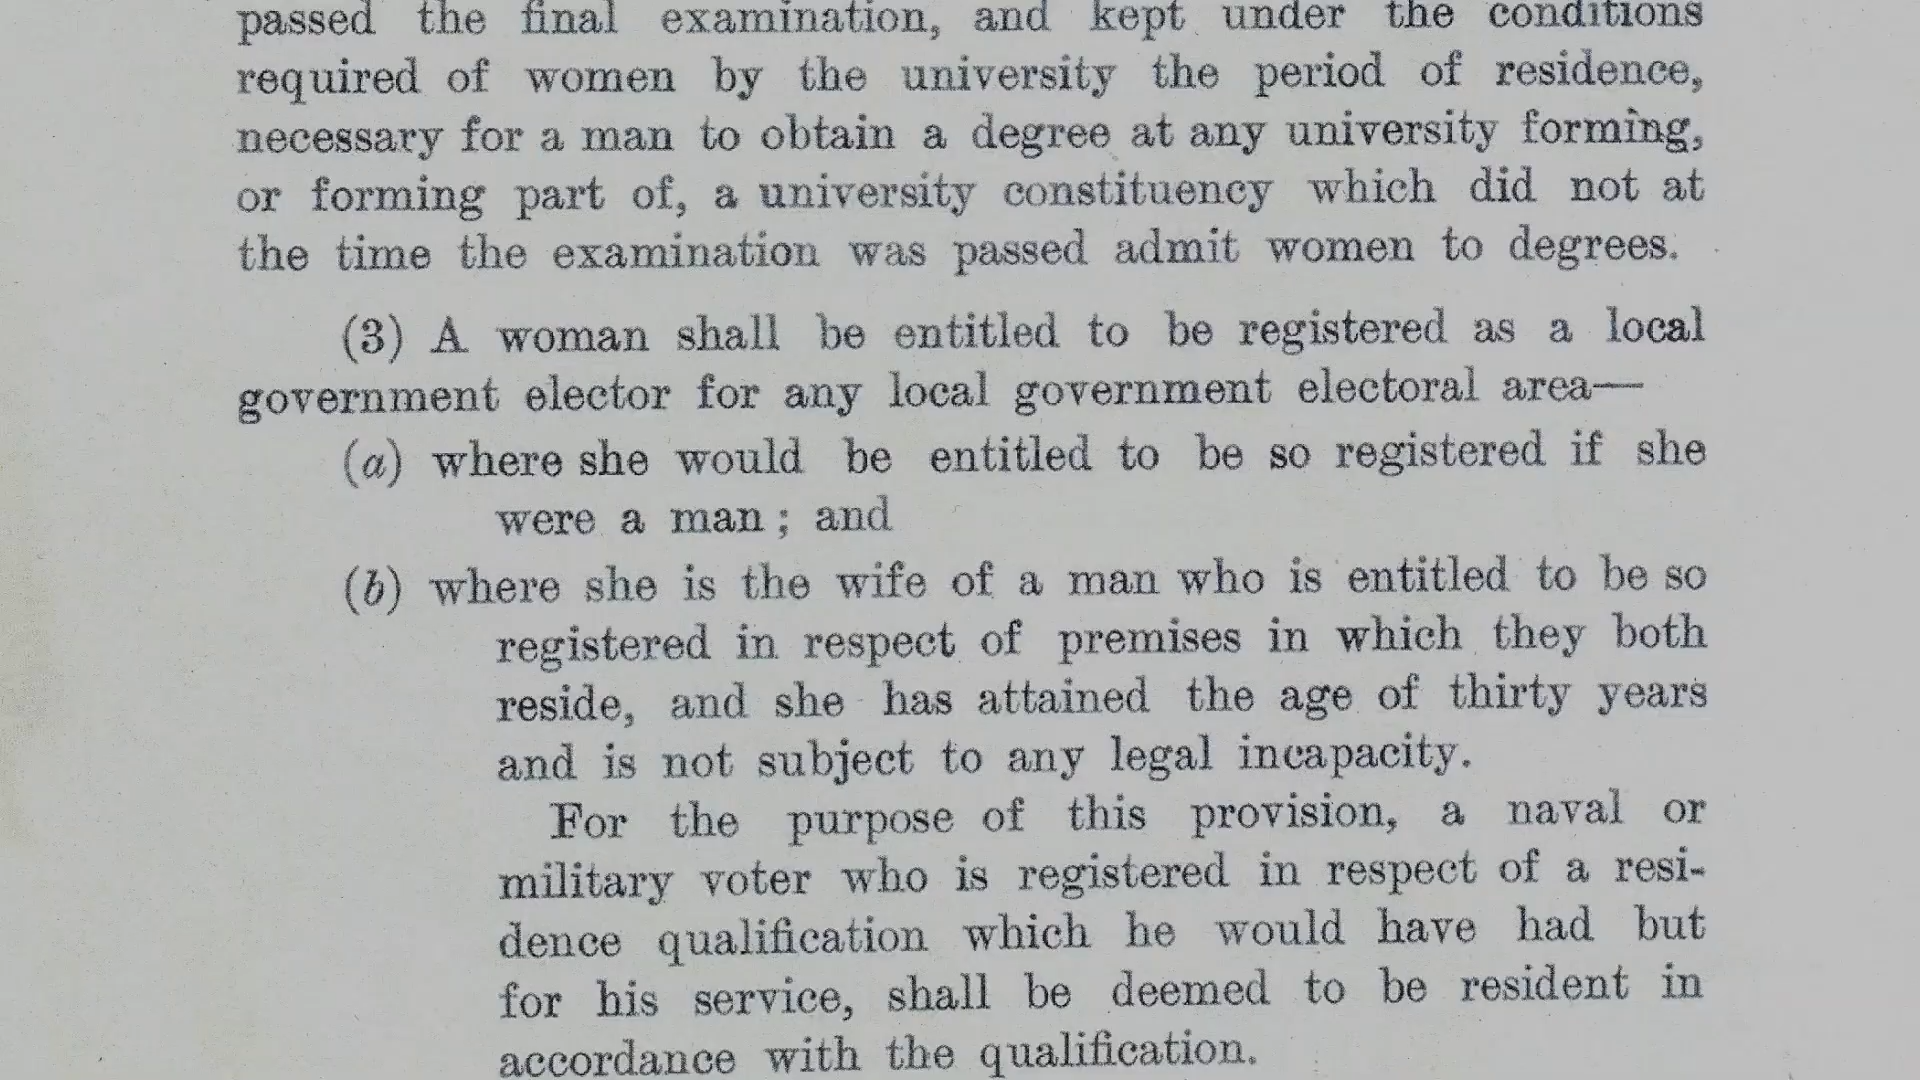 passed the final examination, and kept under the conditions
required of women by the university the period of residence,
necessary for a man to obtain a degree at any university forming,
or forming part of, a university constituency which did not at
the time the examination was passed admit women to degrees.
(3) A woman shall be entitled to be registered as a local
government elector for any local government electoral area—
(a) where she would be entitled to be so registered if she
were a man; and
(b) where she is the wife of a man who is entitled to be so
registered in respect of premises in which they both
reside, and she has attained the age of thirty years
and is not subject to any legal incapacity.
For the purpose of this provision, a naval or
military voter who is registered in respect of a resi-
dence qualification which he would have had but
for his service, shall be deemed to be resident in
accordance with the qualification.